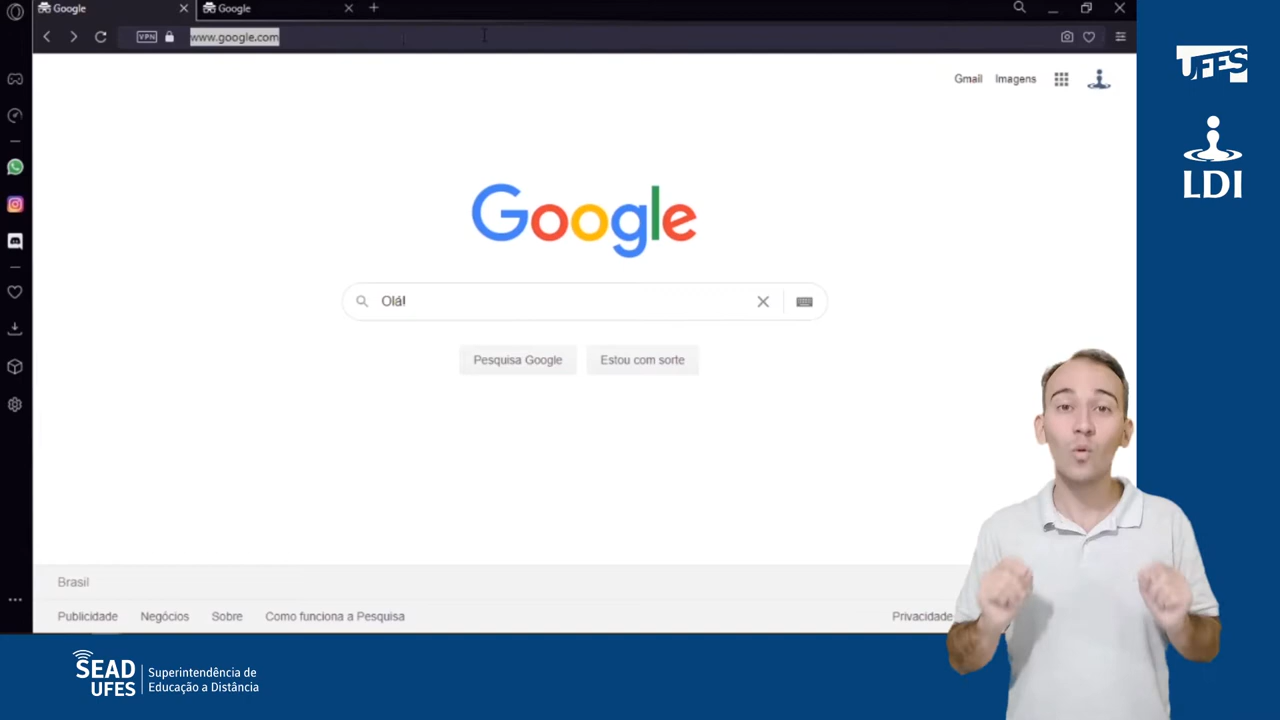 Google
Google
VPN
www.google.com
Gmail
Imagens
Google
Olá!
Pesquisa Google
Estou com sorte
Brasil
Publicidade
Negócios
Sobre
Como funciona a Pesquisa
Privacidade
UFES
LDI
SEAD
UFES
Superintendência de
Educação a Distância